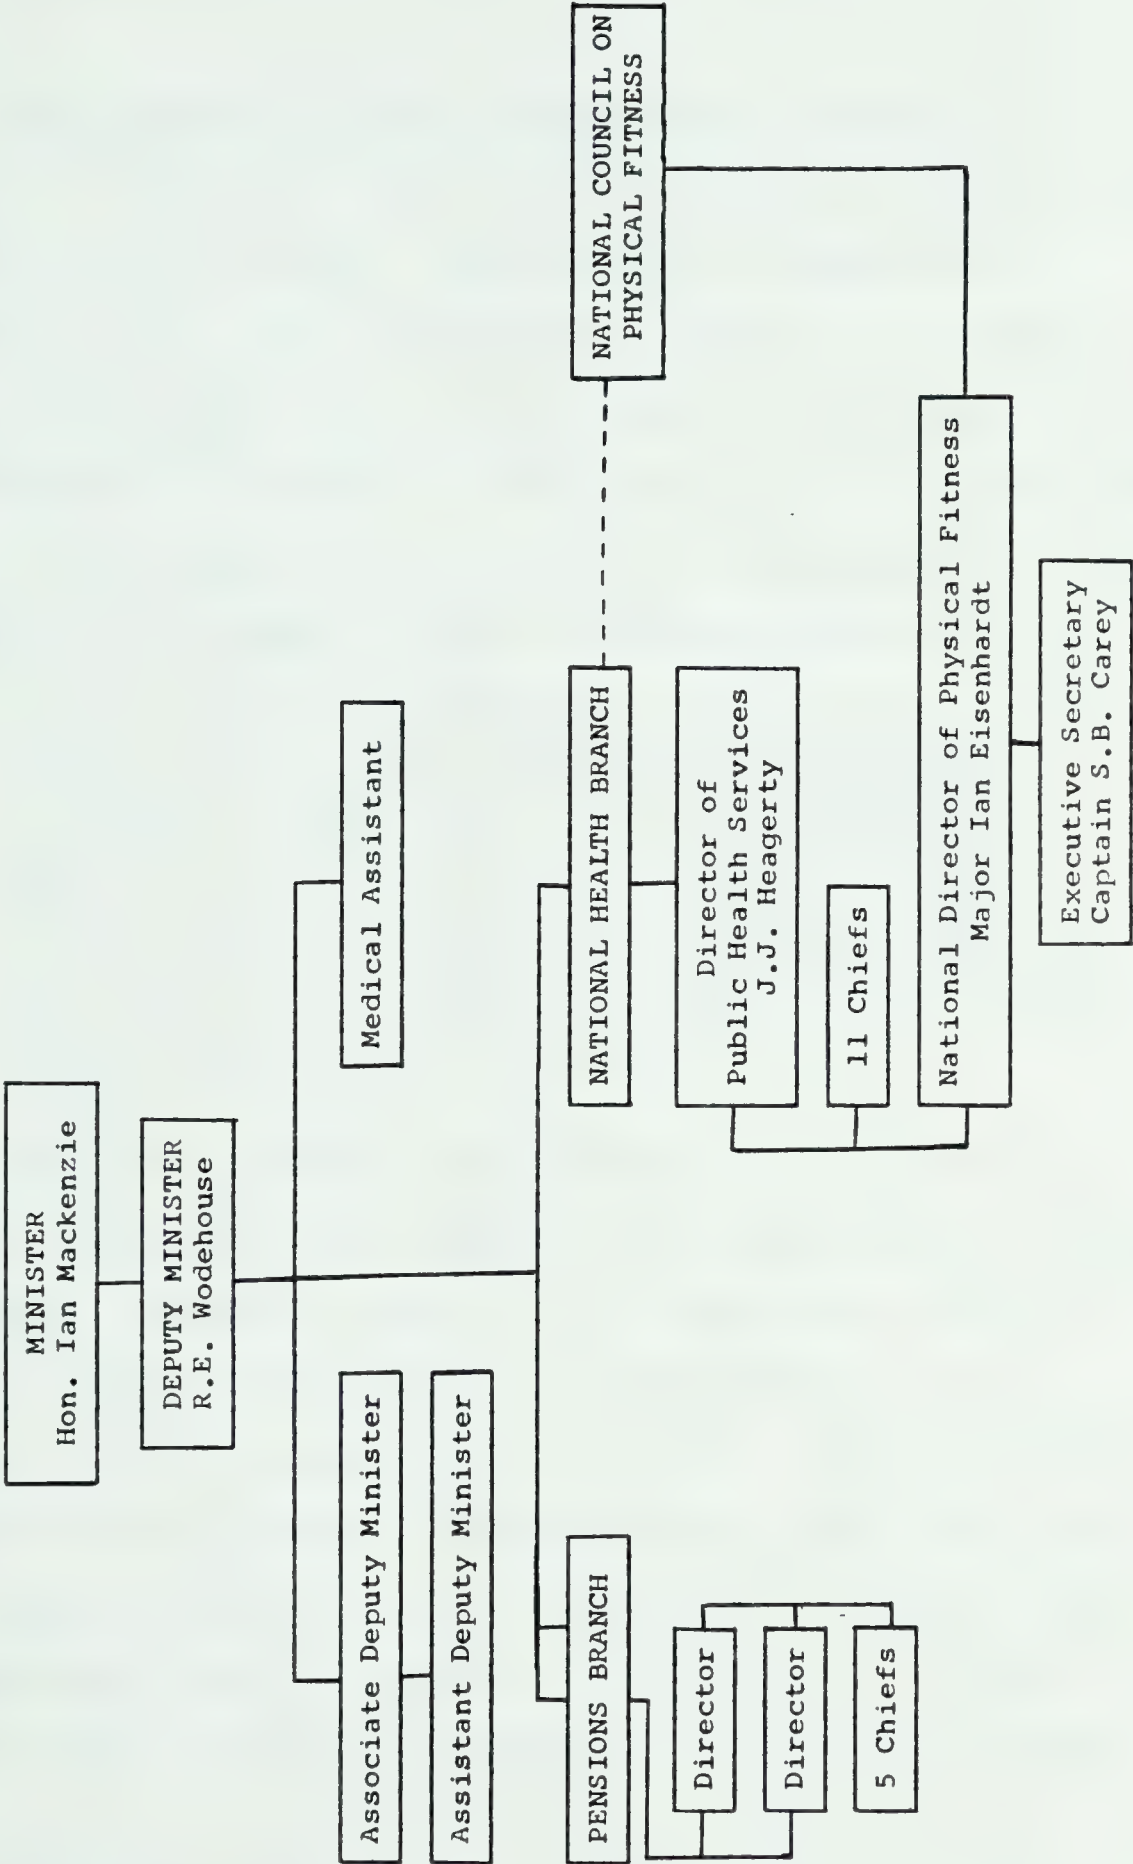 MINISTER
Hon. Ian Mackenzie
DEPUTY MINISTER
R.E. Wodehouse
Associate Deputy Minister
Assistant Deputy Minister
Medical Assistant
PENSIONS BRANCH
Director
Director
5 Chiefs
NATIONAL HEALTH BRANCH
Director of
Public Health Services
J.J. Heagerty
11 Chiefs
NATIONAL COUNCIL ON
PHYSICAL FITNESS
National Director of Physical Fitness
Major Ian Eisenhardt
Executive Secretary
Captain S.B. Carey